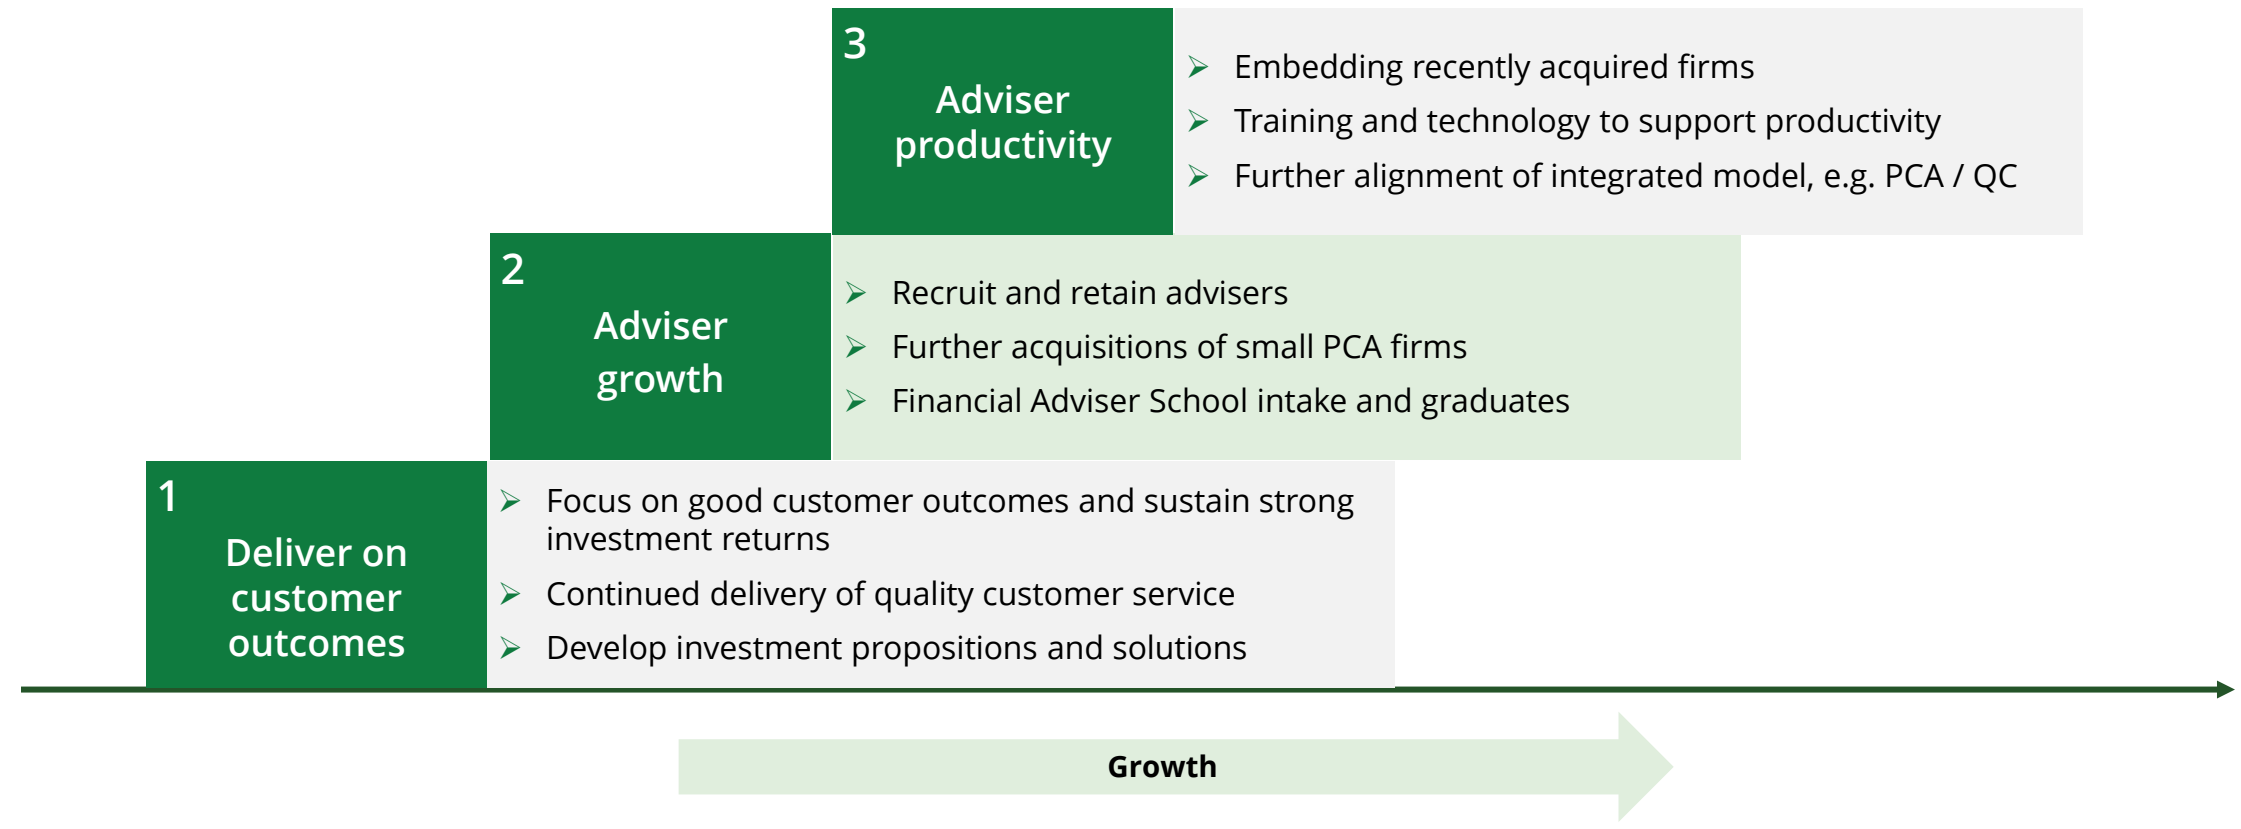 3
Adviser
productivity
Embedding recently acquired firms
Training and technology to support productivity
Further alignment of integrated model, e.g. PCA / QC
2
Adviser
growth
Recruit and retain advisers
Further acquisitions of small PCA firms
Financial Adviser School intake and graduates
1
Deliver on
customer
outcomes
Focus on good customer outcomes and sustain strong
investment returns
Continued delivery of quality customer service
Develop investment propositions and solutions
Growth